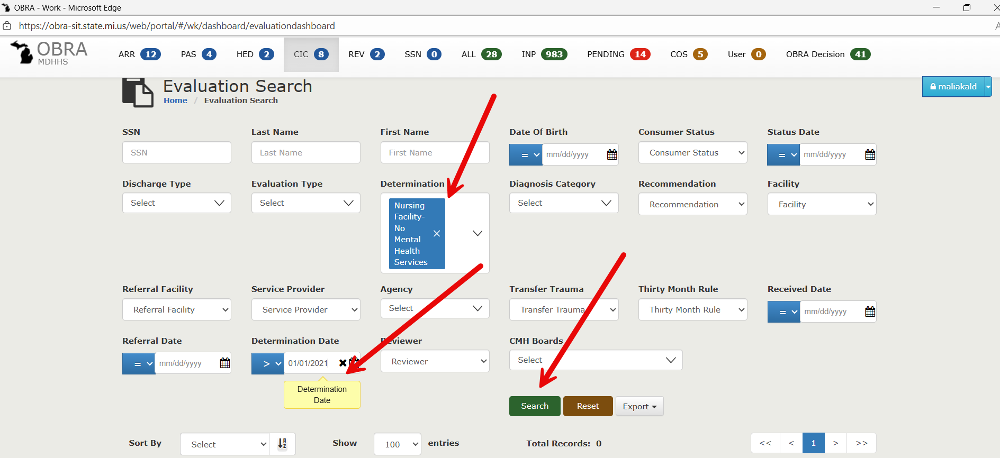 OBRA - Work - Microsoft Edge
https://obra-sit.state.mi.us/web/portal/#/wk/dashboard/evaluationdashboard
OBRA
MDHHS
ARR 12 PAS 4 HED 2 CIC 8 REV 2 SSN 0 ALL 28 INP 983 PENDING 14 COS 5 User 0 OBRA Decision 41
Evaluation Search
Home / Evaluation Search
maliakald
SSN Last Name First Name Date Of Birth Consumer Status Status Date
SSN Last Name First Name = mm/dd/yyyy Consumer Status = mm/dd/yyyy
Discharge Type Evaluation Type Determination Diagnosis Category Recommendation Facility
Select Select Select Recommendation Facility
Nursing
Facility-
No
Mental
Health
Services
Referral Facility Service Provider Agency Transfer Trauma Thirty Month Rule Received Date
Referral Facility Service Provider Select Transfer Trauma Thirty Month Rule = mm/dd/yyyy
Referral Date Determination Date Reviewer CMH Boards
= mm/dd/yyyy > 01/01/2021 Reviewer Select
Determination
Date
Search Reset Export
Sort By Select Show 100 entries Total Records: 0 << < 1 > >>